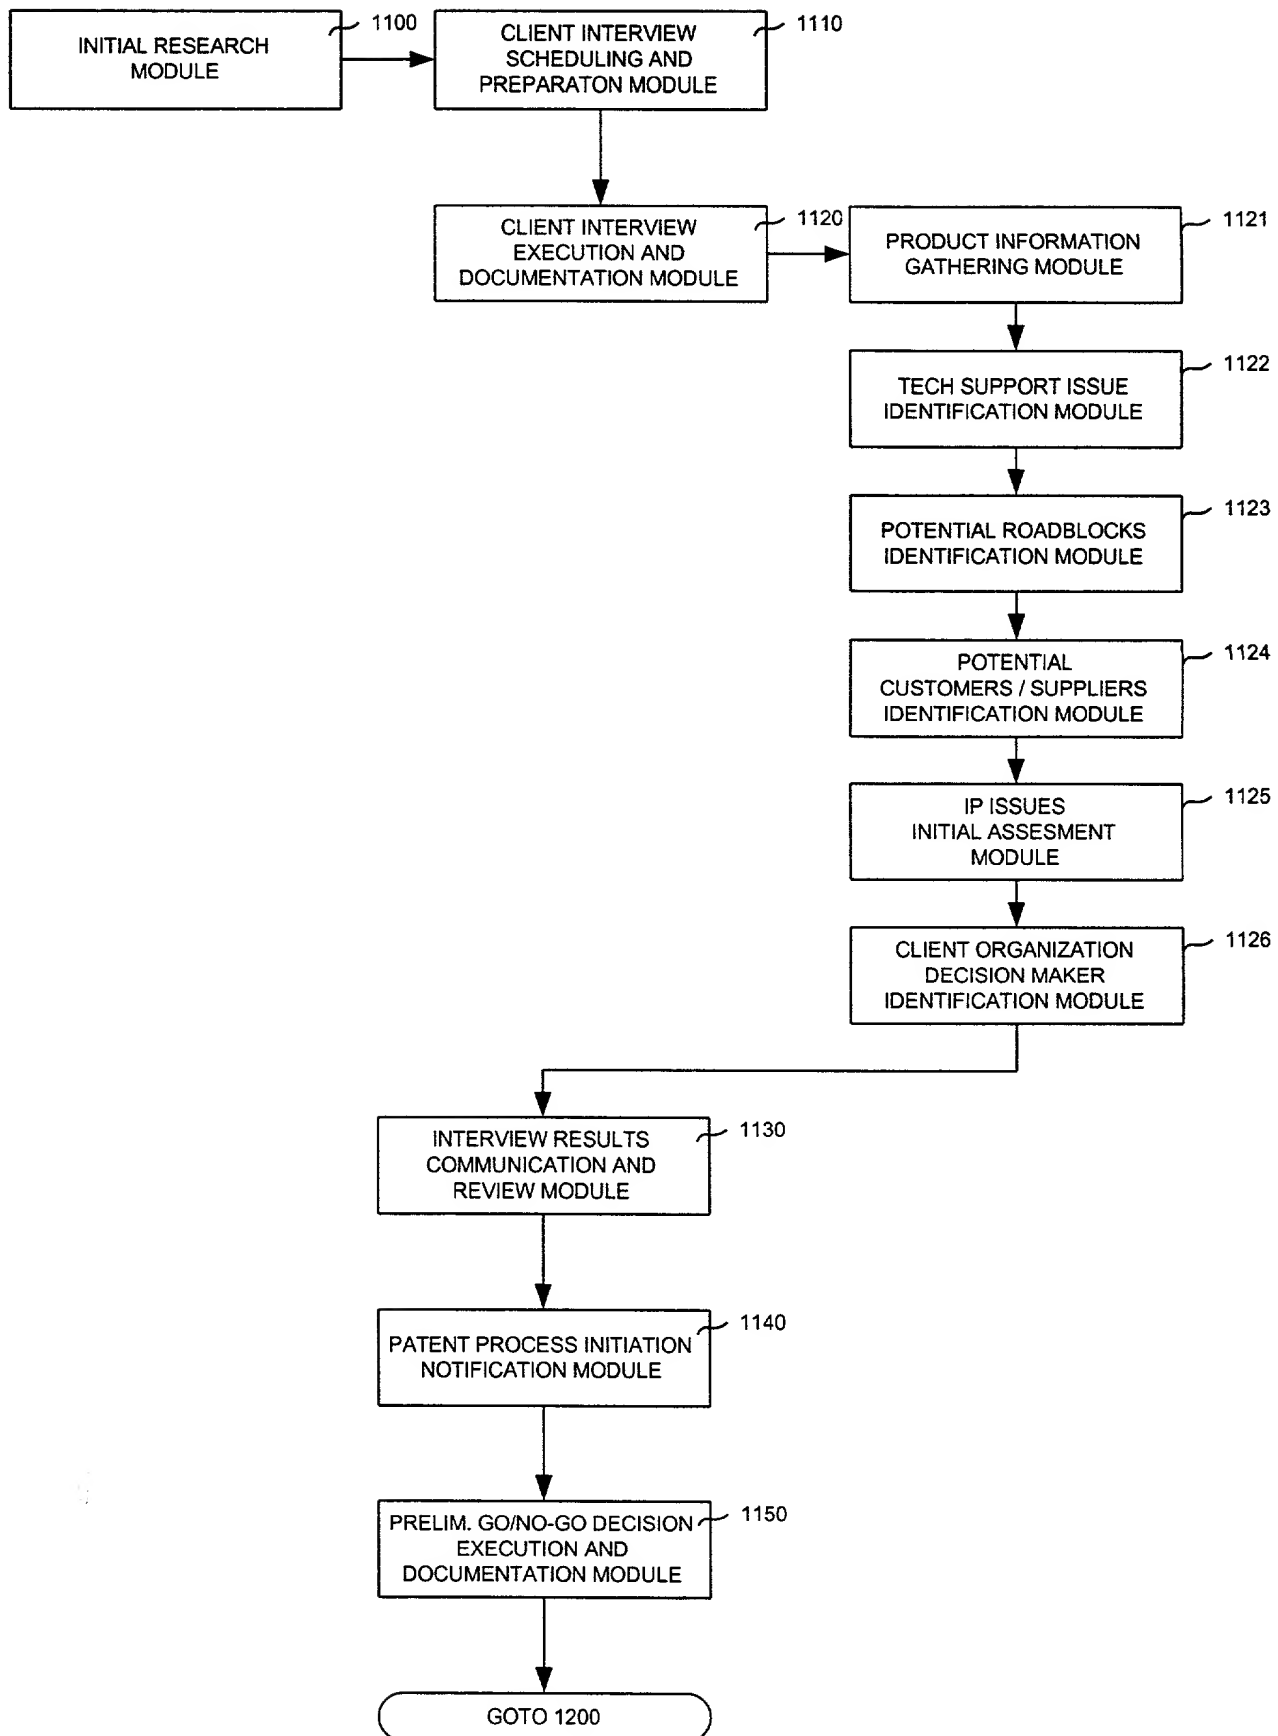 INITIAL RESEARCH
MODULE
1100
CLIENT INTERVIEW
SCHEDULING AND
PREPARATON MODULE
1110
CLIENT INTERVIEW
EXECUTION AND
DOCUMENTATION MODULE
1120
PRODUCT INFORMATION
GATHERING MODULE
1121
TECH SUPPORT ISSUE
IDENTIFICATION MODULE
1122
POTENTIAL ROADBLOCKS
IDENTIFICATION MODULE
1123
POTENTIAL
CUSTOMERS / SUPPLIERS
IDENTIFICATION MODULE
1124
IP ISSUES
INITIAL ASSESMENT
MODULE
1125
CLIENT ORGANIZATION
DECISION MAKER
IDENTIFICATION MODULE
1126
INTERVIEW RESULTS
COMMUNICATION AND
REVIEW MODULE
1130
PATENT PROCESS INITIATION
NOTIFICATION MODULE
1140
PRELIM. GO/NO-GO DECISION
EXECUTION AND
DOCUMENTATION MODULE
1150
GOTO 1200